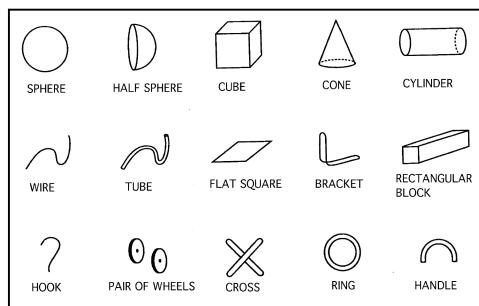 SPHERE
HALF SPHERE
CUBE
CONE
CYLINDER
WIRE
TUBE
FLAT SQUARE
BRACKET
RECTANGULAR
BLOCK
HOOK
PAIR OF WHEELS
CROSS
RING
HANDLE